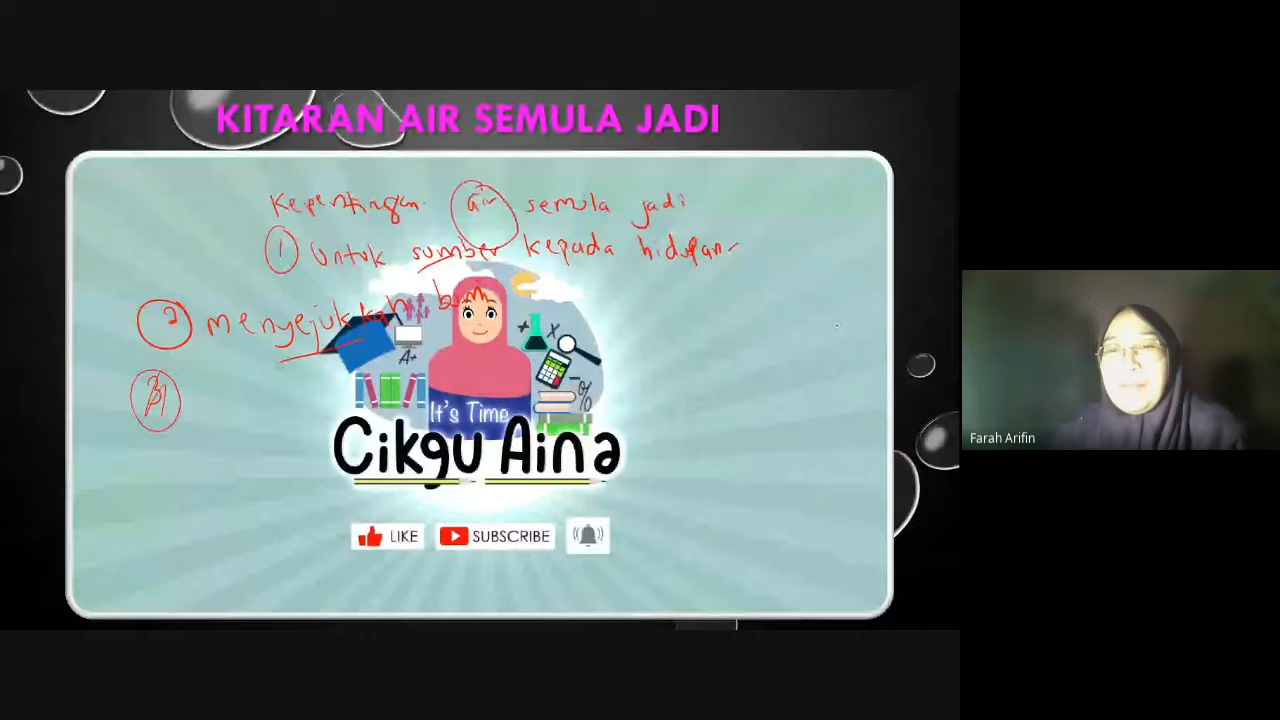 KITARAN AIR SEMULA JADI
Kepentingan air semula jadi
1 Untuk sumber kepada hidupan
2 menyejukkan bumi
3
A+
It's Time
Cikgu Aina
LIKE SUBSCRIBE
Farah Arifin